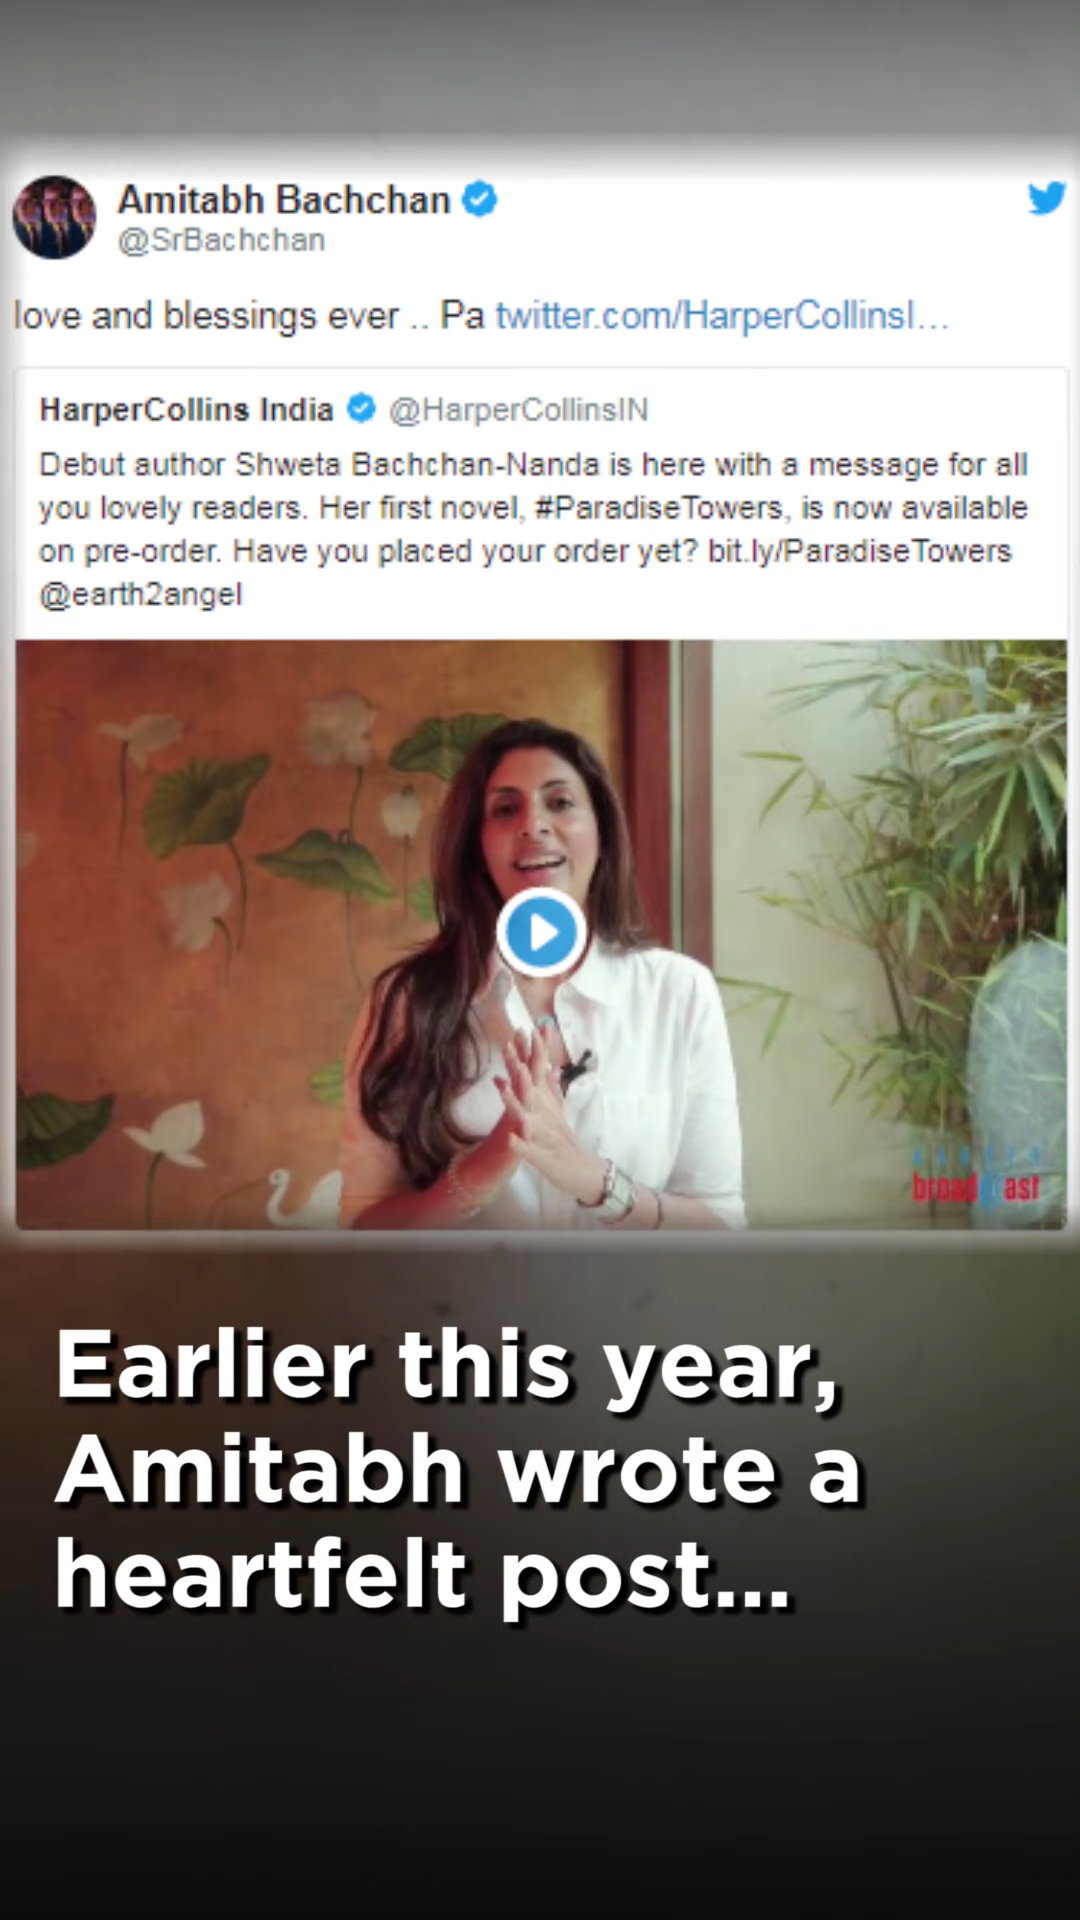 Amitabh Bachchan
@SrBachchan
love and blessings ever .. Pa twitter.com/HarperCollinsI…
HarperCollins India @HarperCollinsIN
Debut author Shweta Bachchan-Nanda is here with a message for all
you lovely readers. Her first novel, #ParadiseTowers, is now available
on pre-order. Have you placed your order yet? bit.ly/ParadiseTowers
@earth2angel
broad ast
Earlier this year,
Amitabh wrote a
heartfelt post...